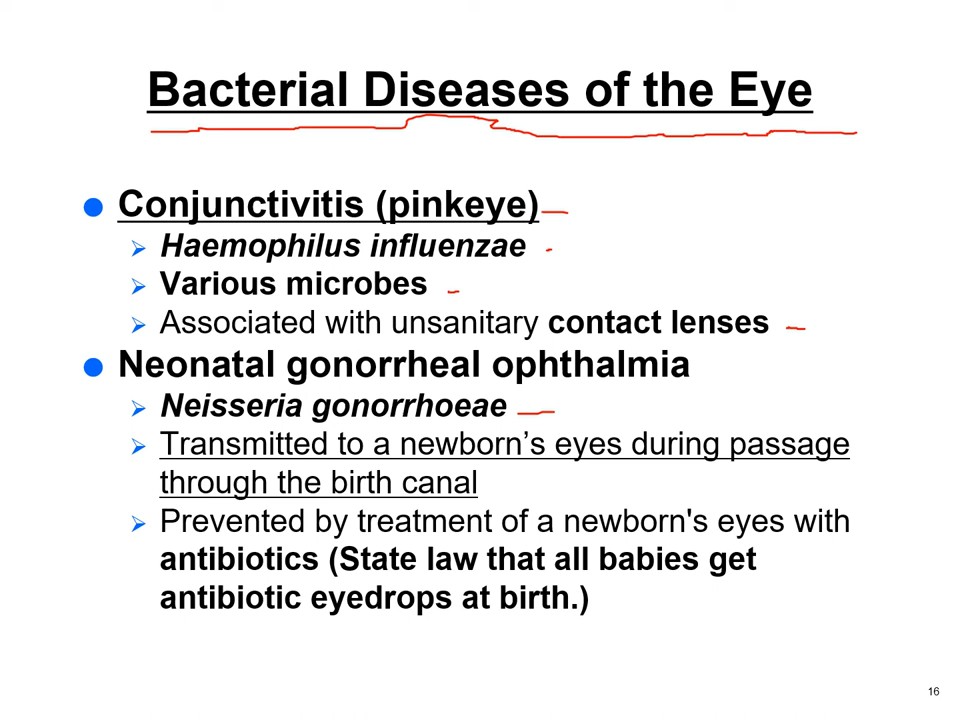 Bacterial Diseases of the Eye
Conjunctivitis (pinkeye)
Haemophilus influenzae
Various microbes
Associated with unsanitary contact lenses
Neonatal gonorrheal ophthalmia
Neisseria gonorrhoeae
Transmitted to a newborn’s eyes during passage
through the birth canal
Prevented by treatment of a newborn's eyes with
antibiotics (State law that all babies get
antibiotic eyedrops at birth.)
16